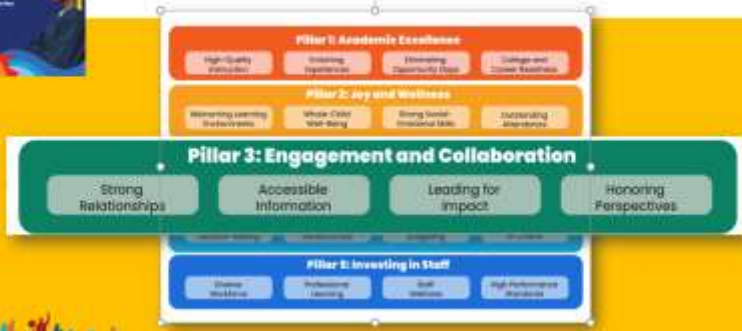 Pillar 1: Academic Excellence
High-Quality
Instruction
Enriching
Experiences
Eliminating
Opportunity Gaps
College and
Career Readiness
Pillar 2: Joy and Wellness
Welcoming Learning
Environments
Whole-Child
Well-Being
Strong Social-
Emotional Skills
Outstanding
Attendance
Pillar 3: Engagement and Collaboration
Strong
Relationships
Accessible
Information
Leading for
Impact
Honoring
Perspectives
Pillar 5: Investing in Staff
Diverse
Workforce
Professional
Learning
Staff
Wellness
High Performance
Standards